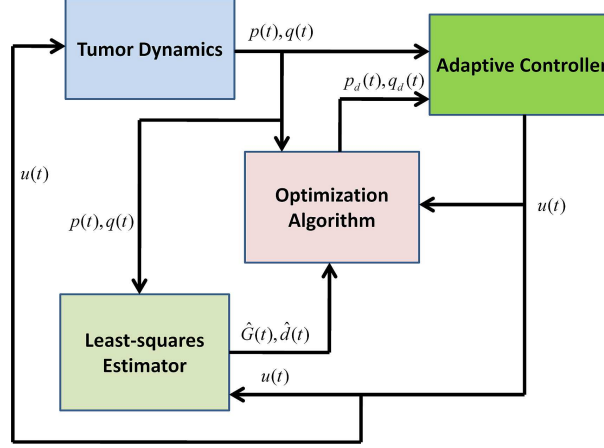 p(t), q(t)
Tumor Dynamics
Adaptive Controller
p_d(t), q_d(t)
u(t)
Optimization
Algorithm
u(t)
p(t), q(t)
Least-squares
Estimator
Ĝ(t), d̂(t)
u(t)